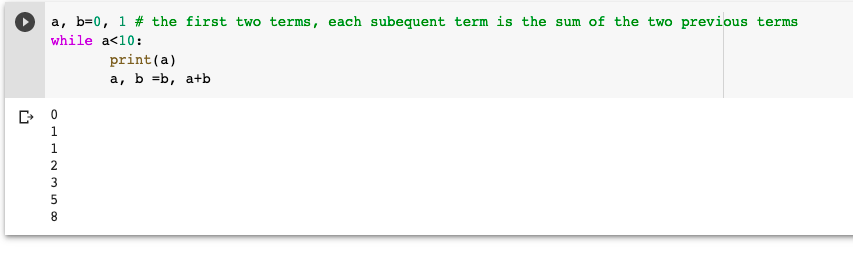 a, b=0, 1 # the first two terms, each subequent term is the sum of the two previous terms
while a<10:
       print(a)
       a, b =b, a+b
0
1
1
2
3
5
8